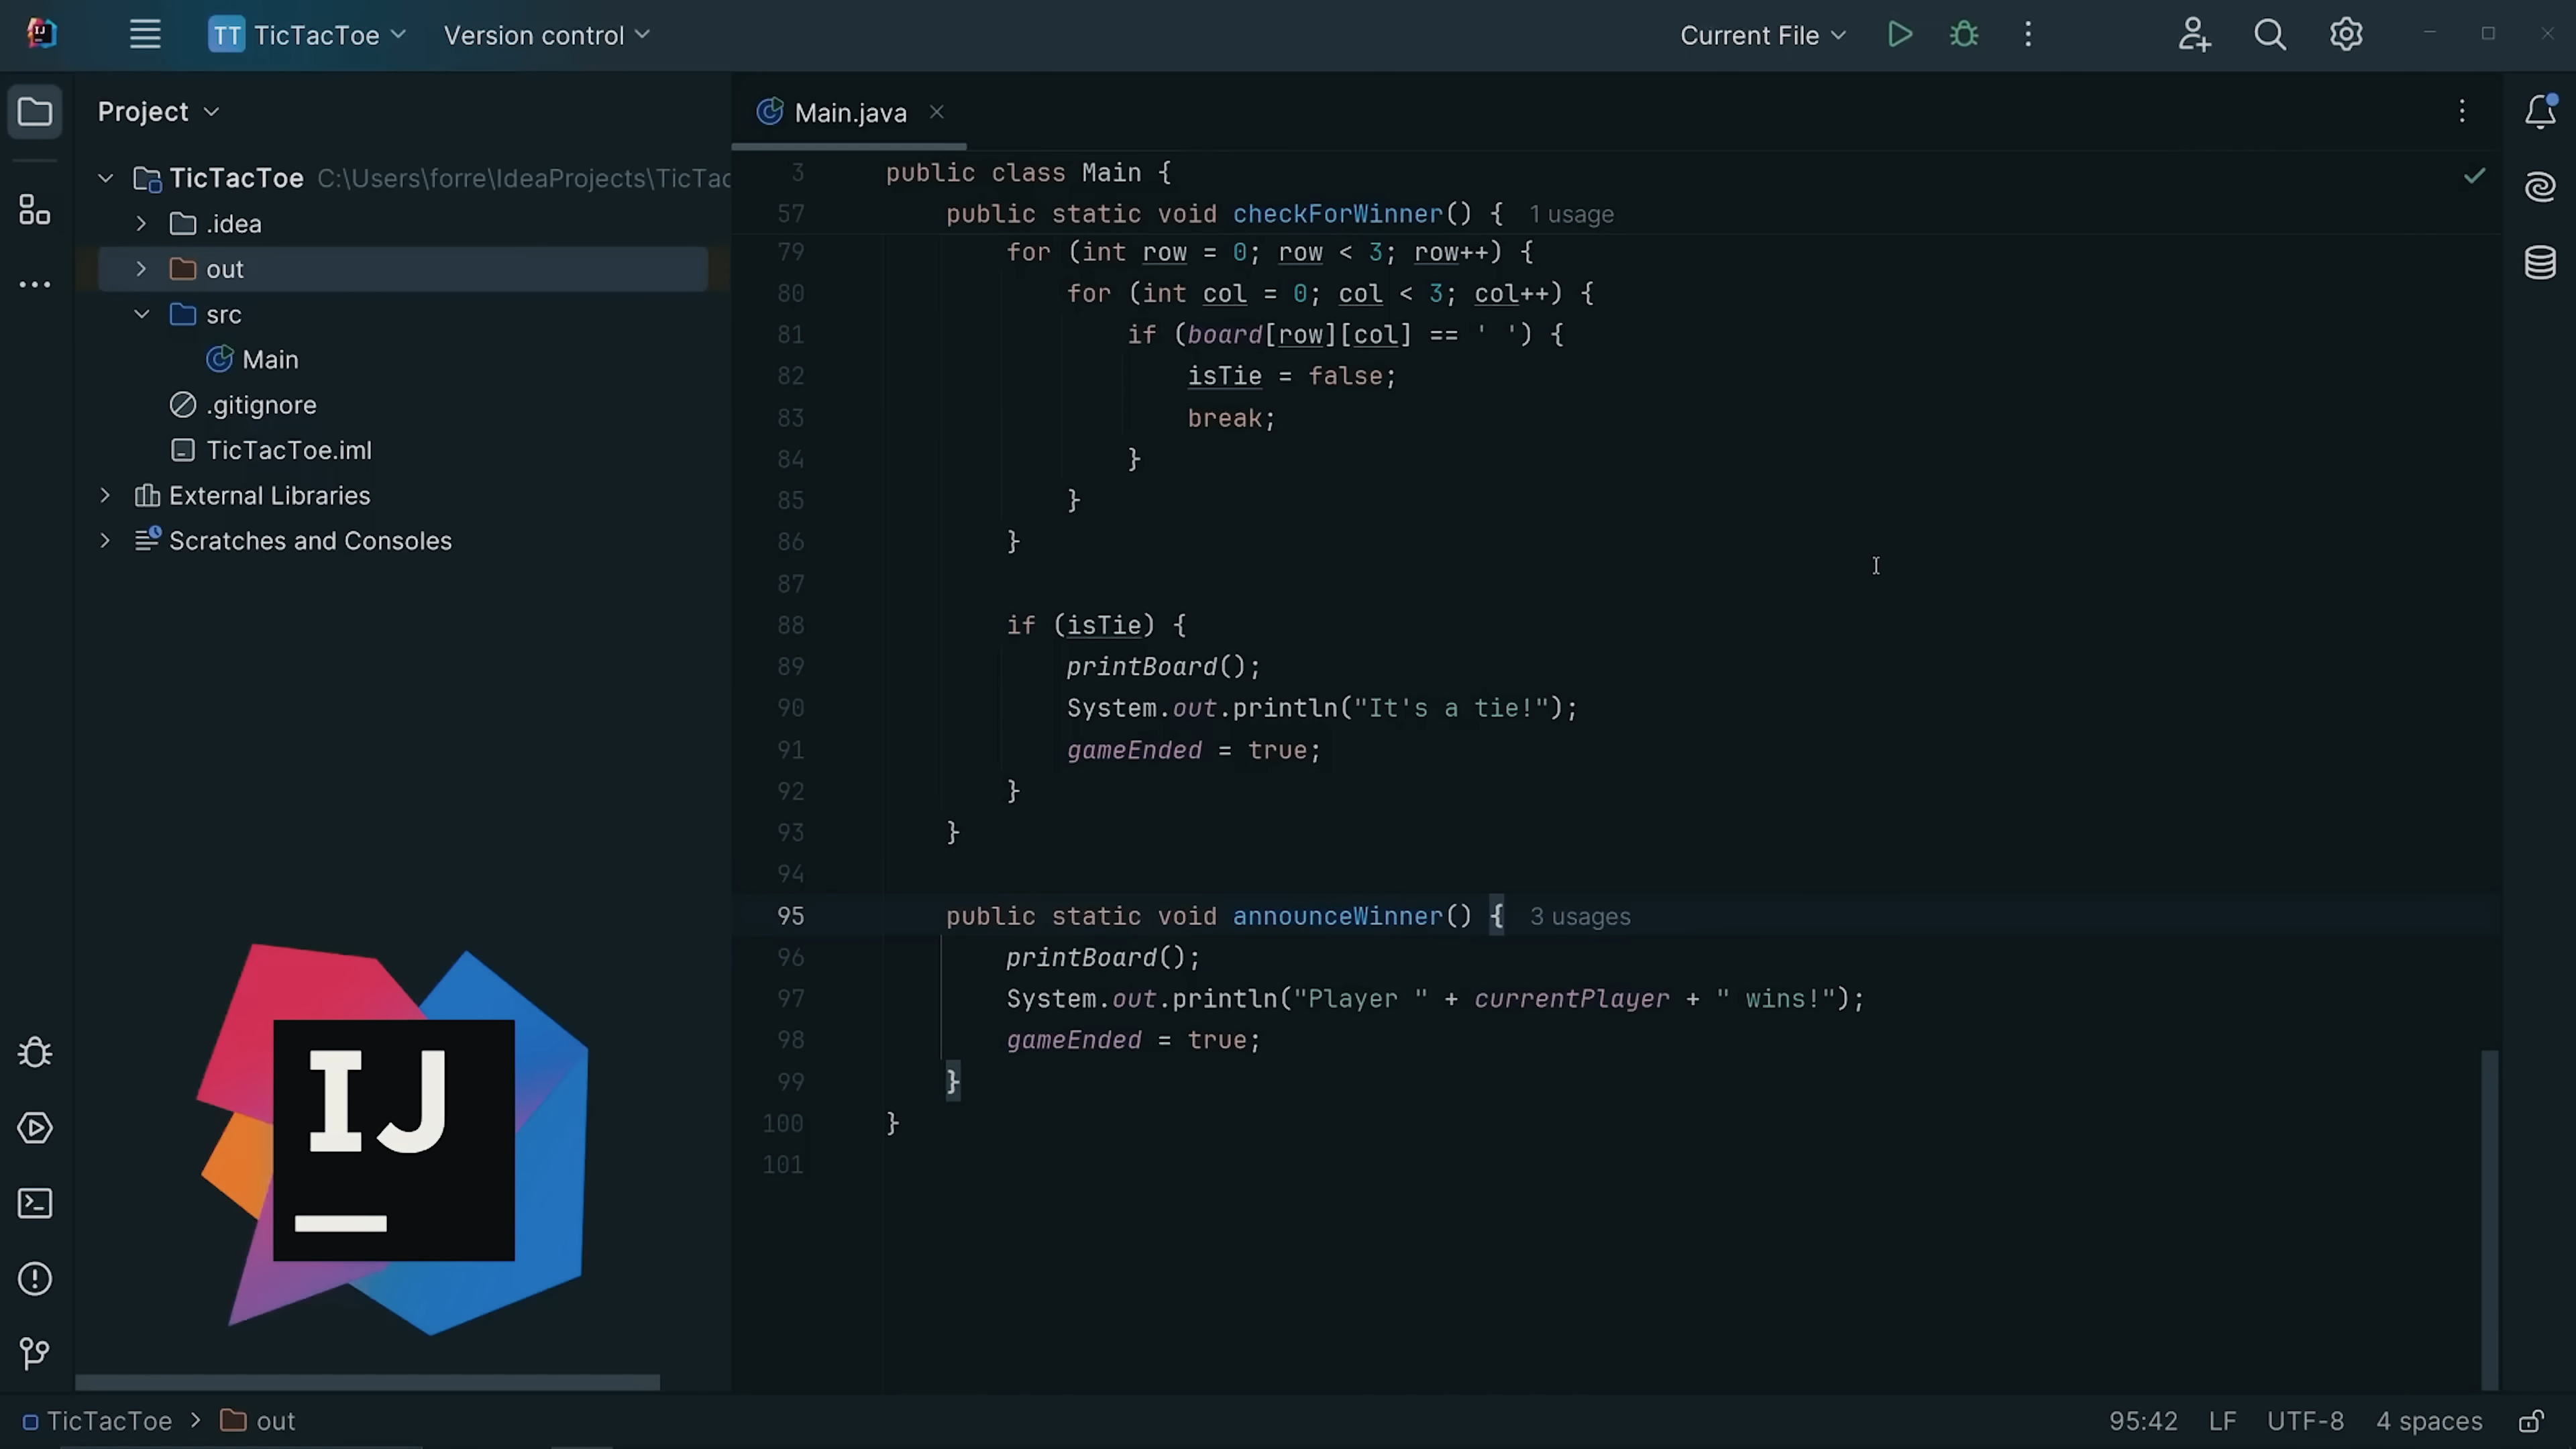 IJ
TT TicTacToe Version control Current File
Project
TicTacToe C:\Users\forre\IdeaProjects\TicTac
.idea
out
src
Main
.gitignore
TicTacToe.iml
External Libraries
Scratches and Consoles
IJ
Main.java
3 public class Main {
57 public static void checkForWinner() { 1 usage
79 for (int row = 0; row < 3; row++) {
80 for (int col = 0; col < 3; col++) {
81 if (board[row][col] == ' ') {
82 isTie = false;
83 break;
84 }
85 }
86 }
87
88 if (isTie) {
89 printBoard();
90 System.out.println("It's a tie!");
91 gameEnded = true;
92 }
93 }
94
95 public static void announceWinner() { 3 usages
96 printBoard();
97 System.out.println("Player " + currentPlayer + " wins!");
98 gameEnded = true;
99 }
100 }
101
TicTacToe > out 95:42 LF UTF-8 4 spaces